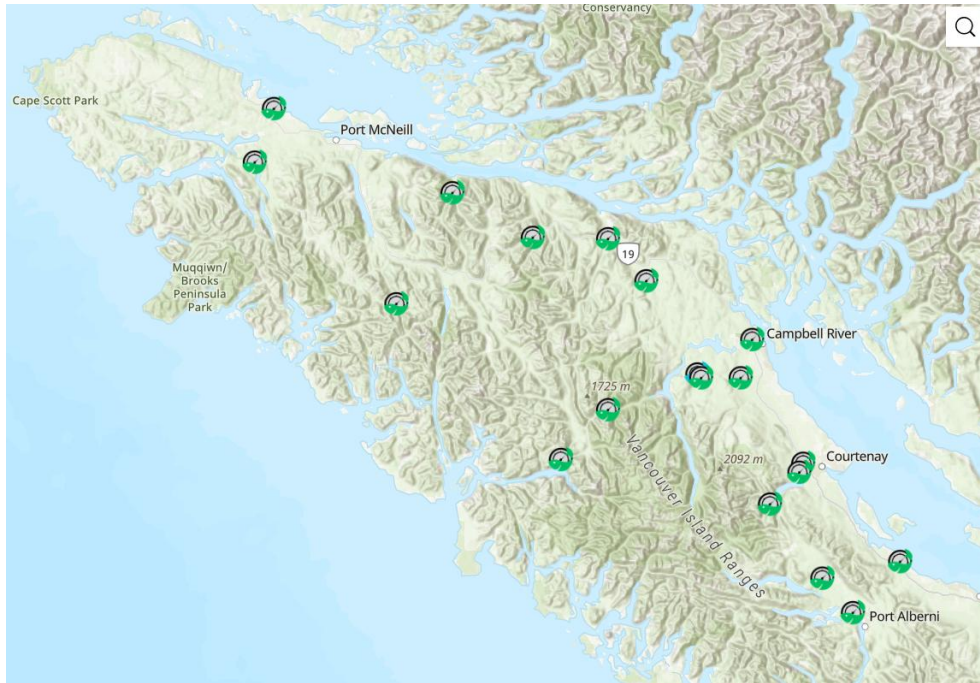 Conservancy
Cape Scott Park
Port McNeill
19
Muqqiwn/
Brooks
Peninsula
Park
Campbell River
1725 m
Vancouver Island Ranges
2092 m
Courtenay
Port Alberni